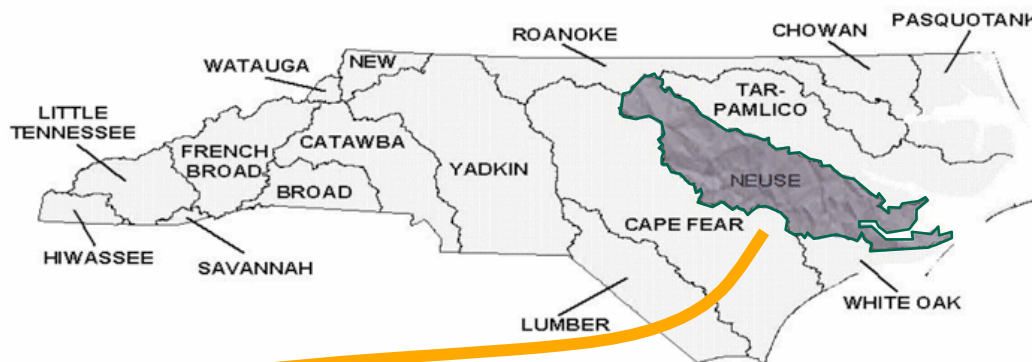 PASQUOTANK
CHOWAN
ROANOKE
NEW
WATAUGA
TAR-
PAMLICO
LITTLE
TENNESSEE
CATAWBA
FRENCH
BROAD
YADKIN
BROAD
NEUSE
CAPE FEAR
HIWASSEE
SAVANNAH
WHITE OAK
LUMBER